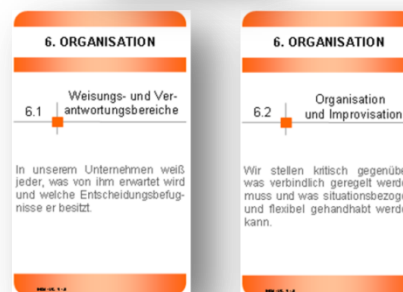 6. ORGANISATION
6.1
Weisungs- und Ver-
antwortungsbereiche
In unserem Unternehmen weiß
jeder, was von ihm erwartet wird
und welche Entscheidungsbefug-
nisse er besitzt.
6. ORGANISATION
6.2
Organisation
und Improvisation
Wir stellen kritisch gegenübe
was verbindlich geregelt werde
muss und was situationsbezoge
und flexibel gehandhabt werde
kann.